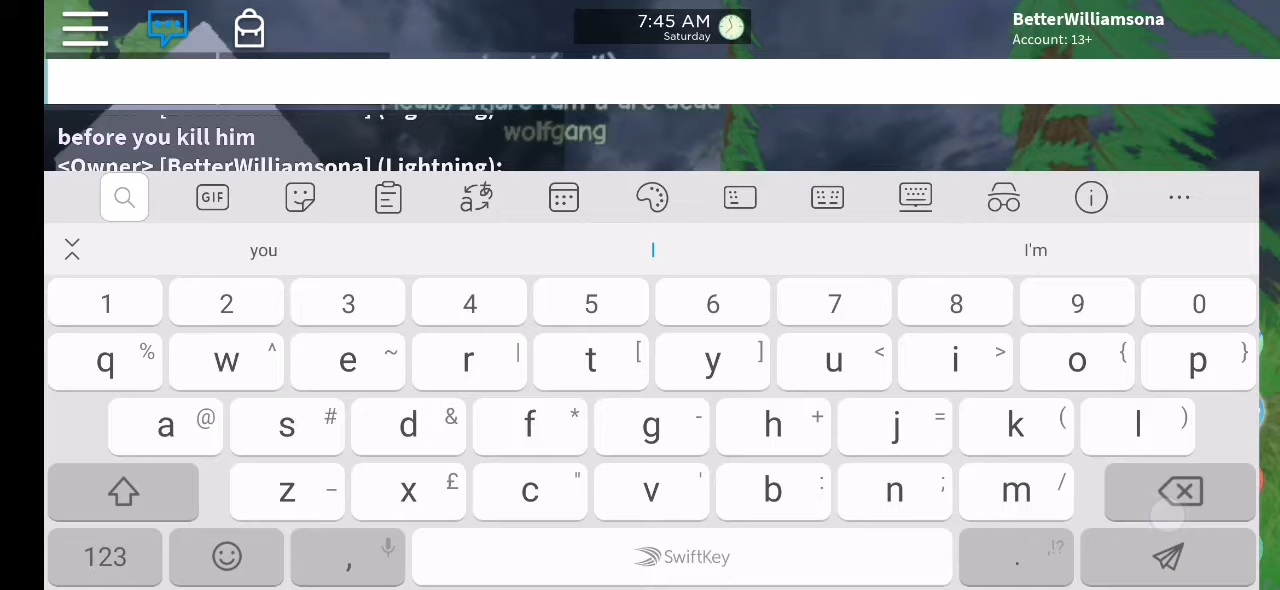 7:45 AM
Saturday
BetterWilliamsona
Account: 13+
wolfgang
before you kill him
<Owner> [BetterWilliamsona] (Lightning):
GIF
you
I
I'm
1 2 3 4 5 6 7 8 9 0
q % w ^ e ~ r | t [ y ] u < i > o { p }
a @ s # d & f * g - h + j = k ( l )
z _ x £ c " v ' b : n ; m /
123 , SwiftKey . ,!?